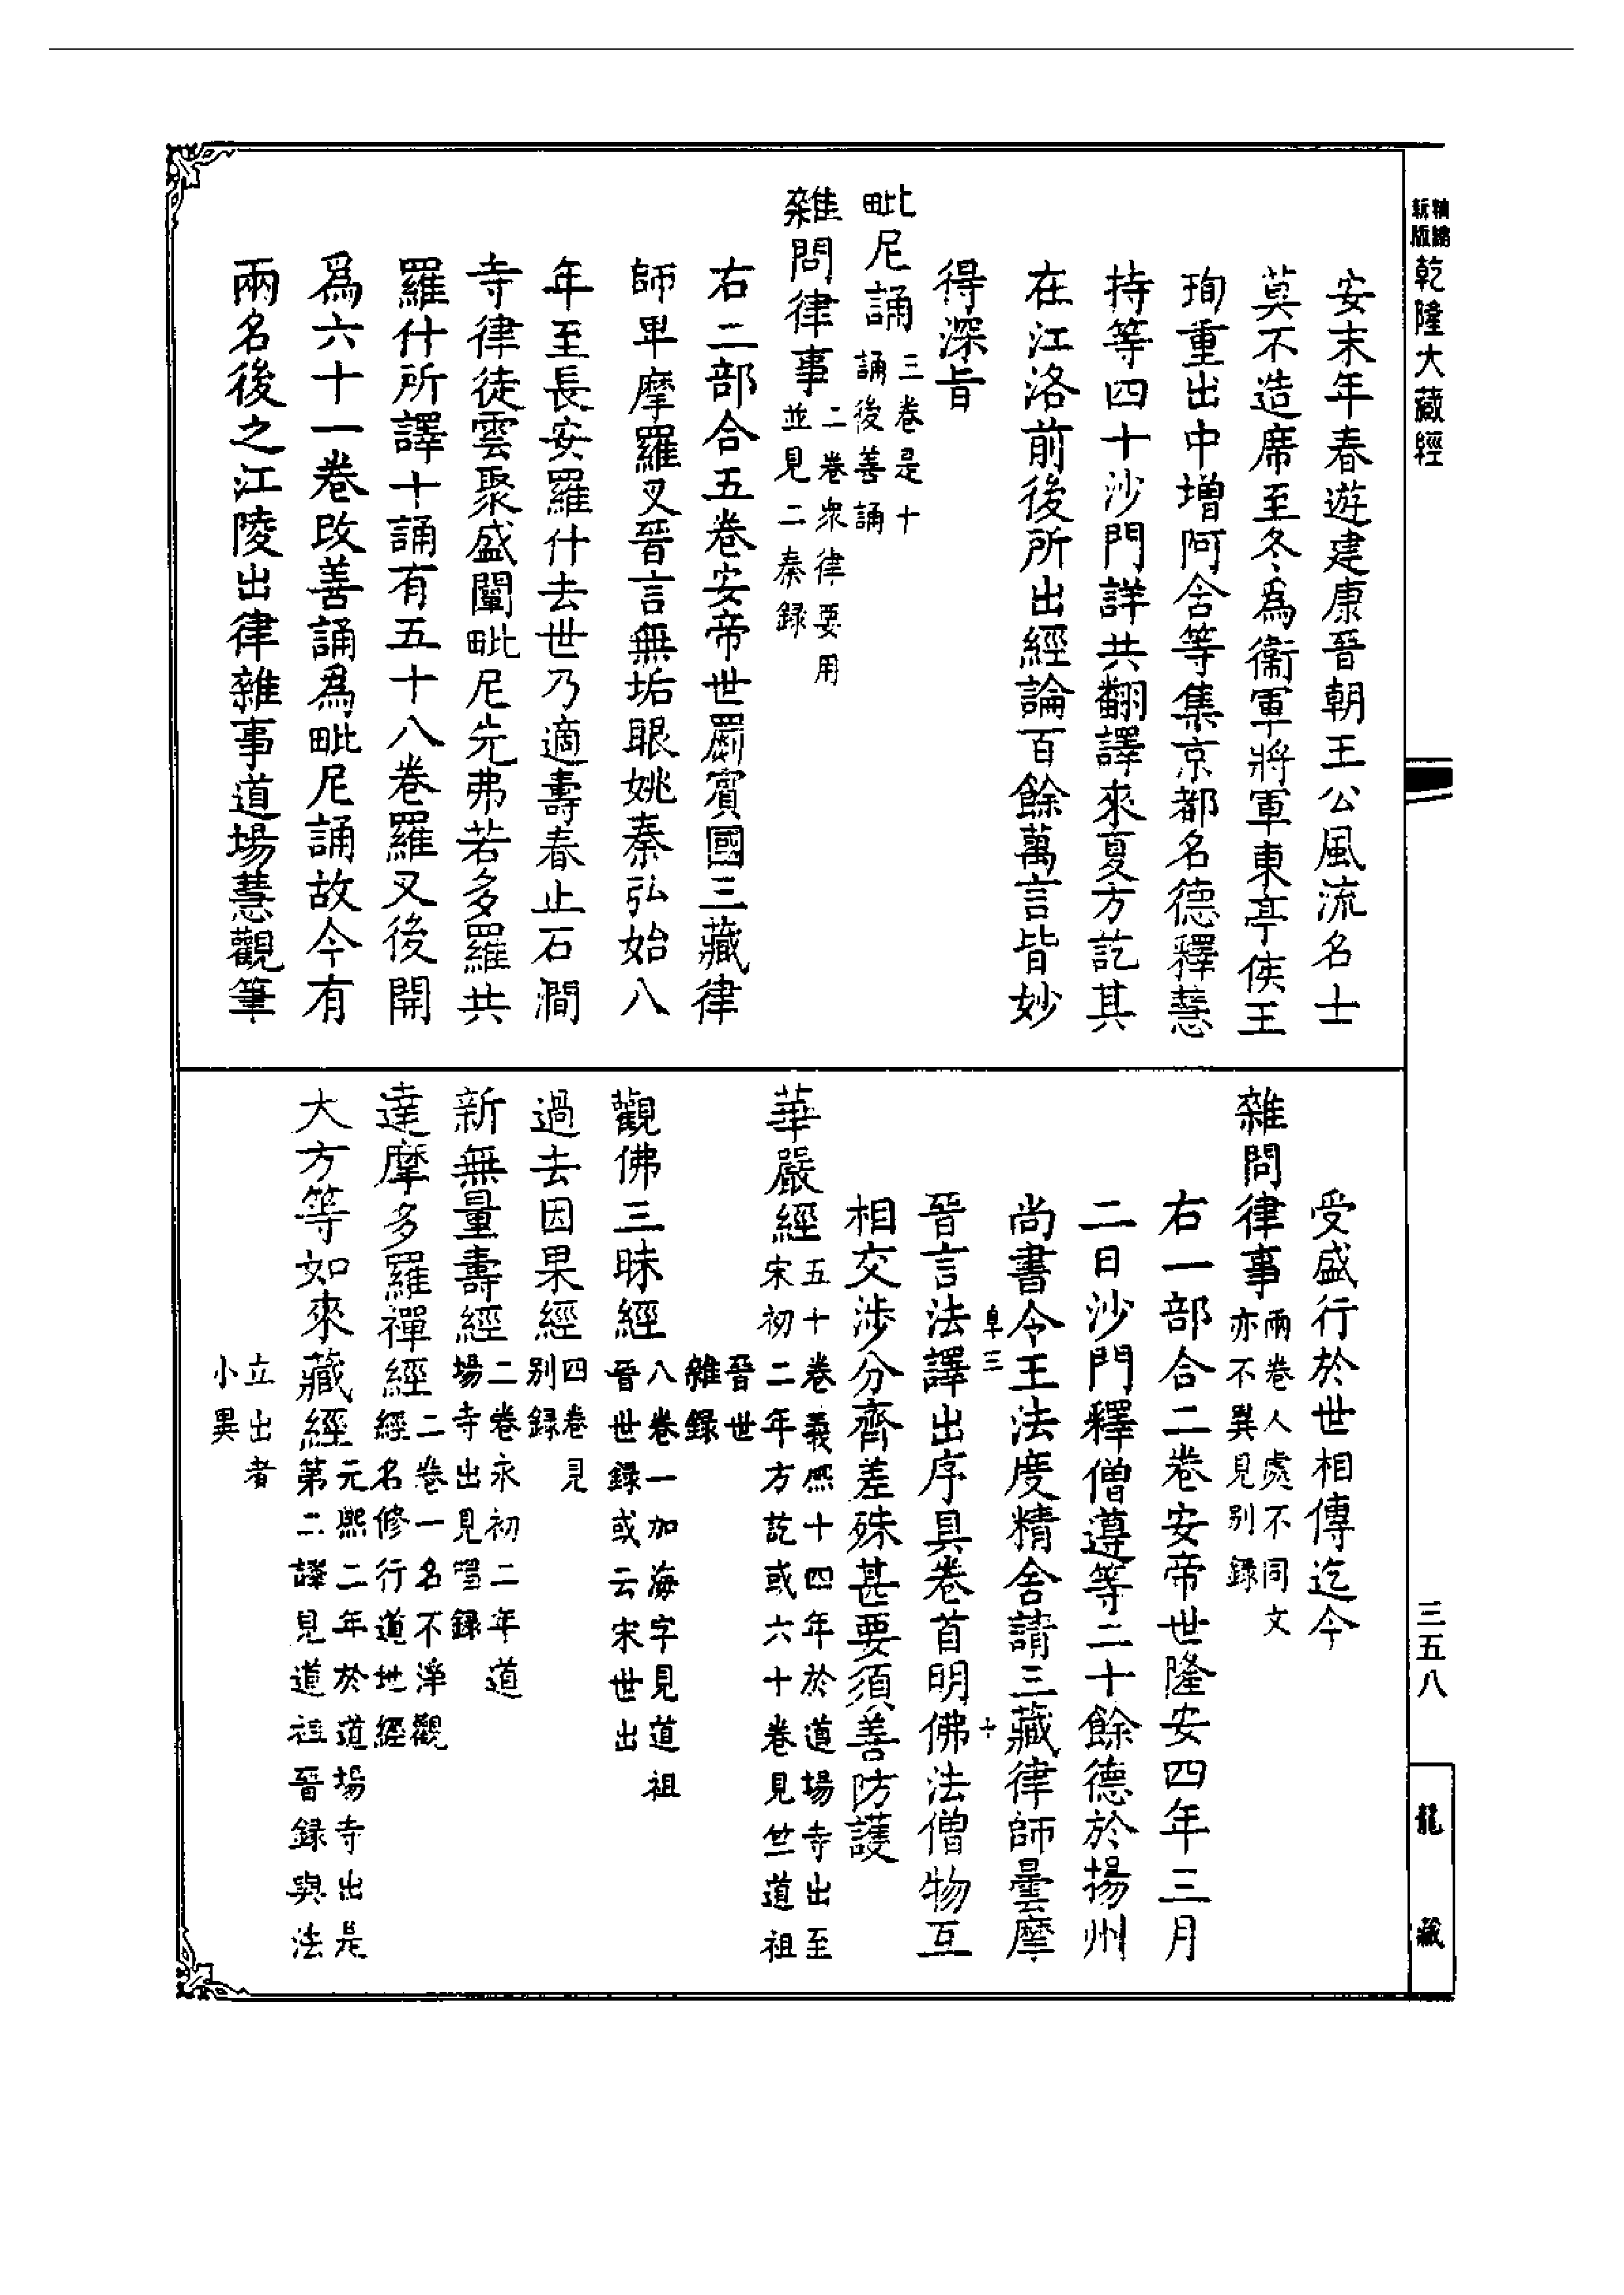 精縮
新版
乾隆大藏經
安末年春遊建康晉朝王公風流名士
莫不造席至冬爲衞軍將軍東亭侯王
珣重出中增阿含等集京都名德釋慧
持等四十沙門詳共翻譯來夏方訖其
在江洛前後所出經論百餘萬言皆妙
得深旨
毗尼誦三卷是十
誦後善誦
雜問律事二卷衆律要用
並見二秦録
右二部合五卷安帝世罽賓國三藏律
師卑摩羅叉晉言無垢眼姚秦弘始八
年至長安羅什去世乃適壽春止石澗
寺律徒雲聚盛闡毗尼先弗若多羅共
羅什所譯十誦有五十八卷羅叉後開
爲六十一卷改善誦爲毗尼誦故今有
兩名後之江陵出律雜事道場慧觀筆
受盛行於世相傳迄今
雜問律事兩卷人處不同文
亦不異見別録
右一部合二卷安帝世隆安四年三月
二日沙門釋僧遵等二十餘德於揚州
尚書令王法度精舍請三藏律師曇摩
阜三
十
晉言法譯出序具卷首明佛法僧物互
相交涉分齊差殊甚要須善防護
華嚴經五十卷義熙十四年於道場寺出至
宋初二年方訖或六十卷見竺道祖
晉世
雜録
觀佛三昧經八卷一加海字見道祖
晉世録或云宋世出
過去因果經四卷見
別録
新無量壽經二卷永初二年道
場寺出見唱録
達摩多羅禪經二卷一名不淨觀
經名修行道地經
大方等如來藏經元熙二年於道場寺出是
第二譯見道祖晉録與法
立出者
小異
三五八
龍藏